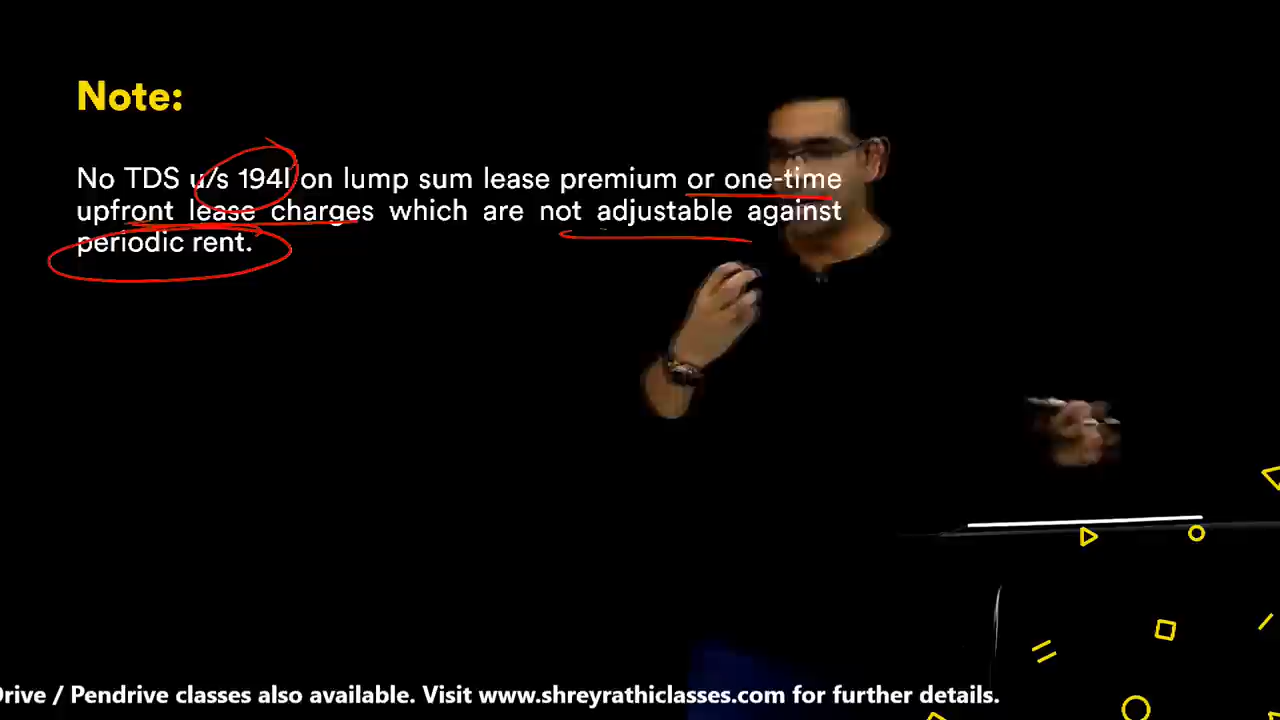 Note:
No TDS u/s 194I on lump sum lease premium or one-time
upfront lease charges which are not adjustable against
periodic rent.
Drive / Pendrive classes also available. Visit www.shreyrathiclasses.com for further details.